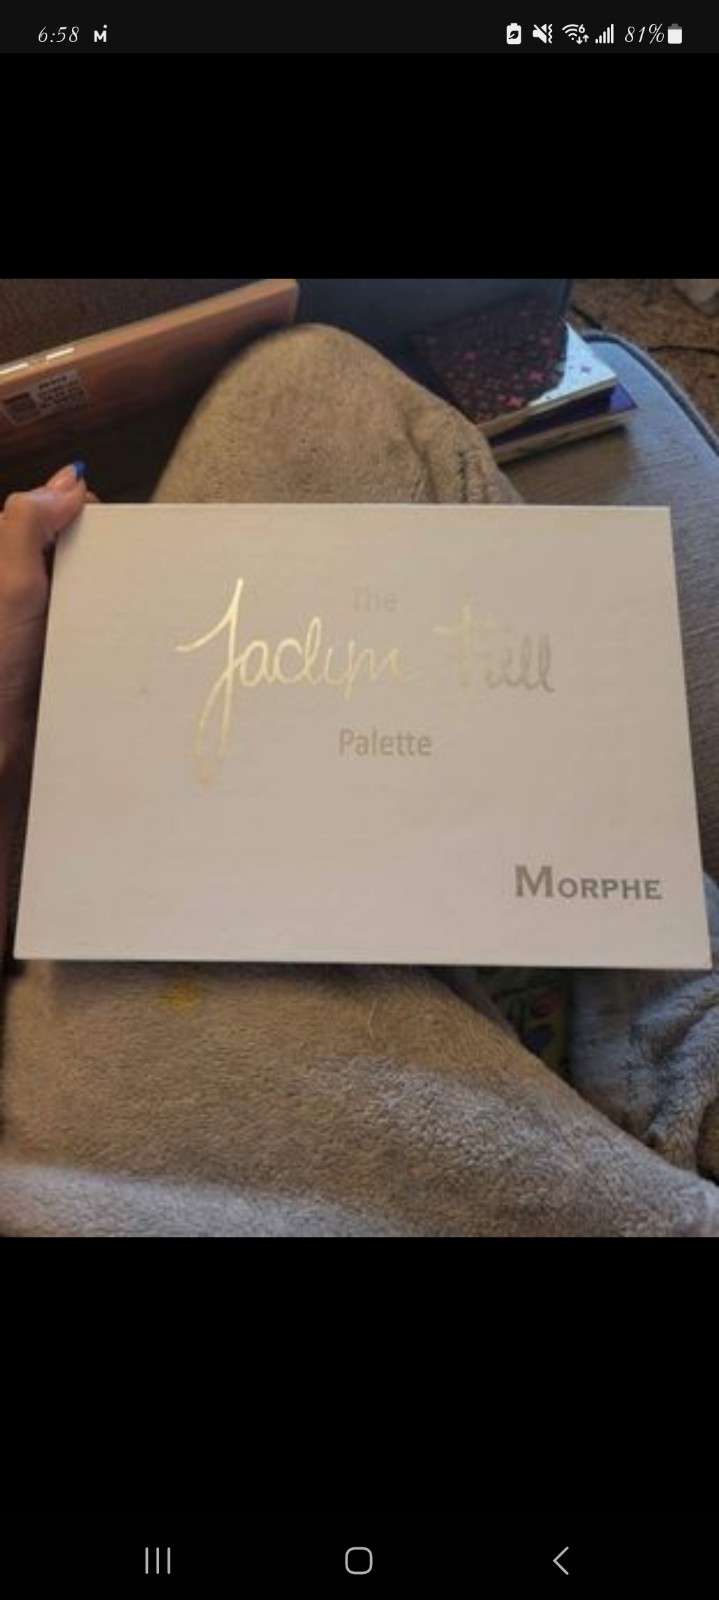 6:58
81%
The
Jaclyn Hill
Palette
MORPHE